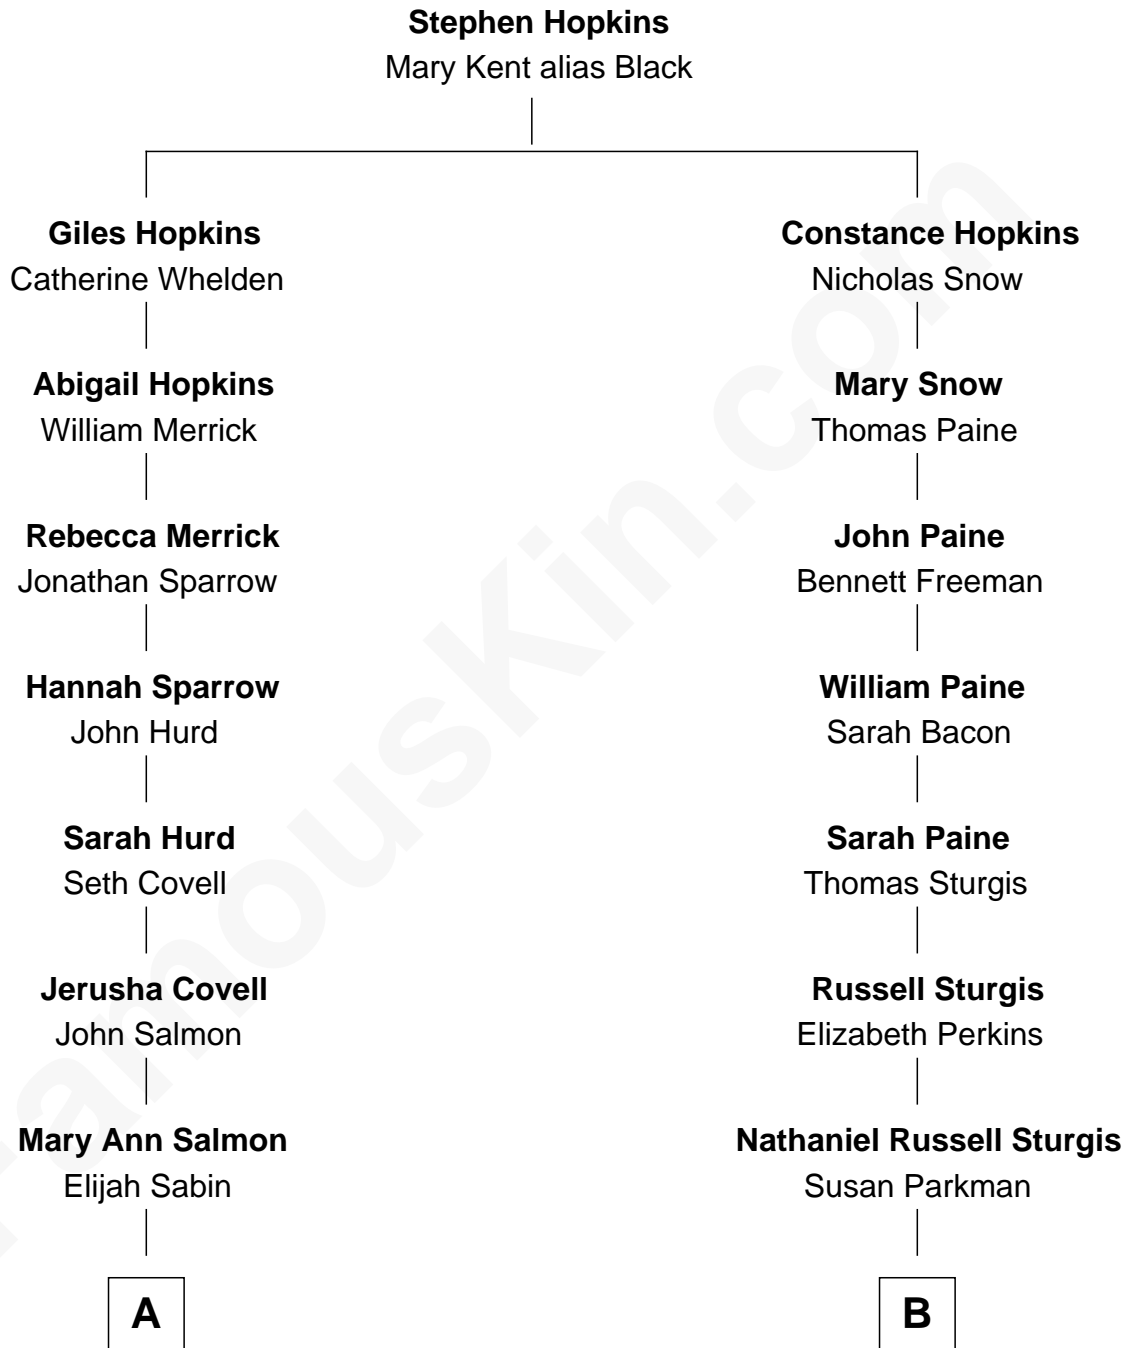 Stephen Hopkins
Mary Kent alias Black
Giles Hopkins
Catherine Whelden
Constance Hopkins
Nicholas Snow
Abigail Hopkins
William Merrick
Mary Snow
Thomas Paine
Rebecca Merrick
Jonathan Sparrow
John Paine
Bennett Freeman
Hannah Sparrow
John Hurd
William Paine
Sarah Bacon
Sarah Hurd
Seth Covell
Sarah Paine
Thomas Sturgis
Jerusha Covell
John Salmon
Russell Sturgis
Elizabeth Perkins
Mary Ann Salmon
Elijah Sabin
Nathaniel Russell Sturgis
Susan Parkman
A
B
FamousKin.com